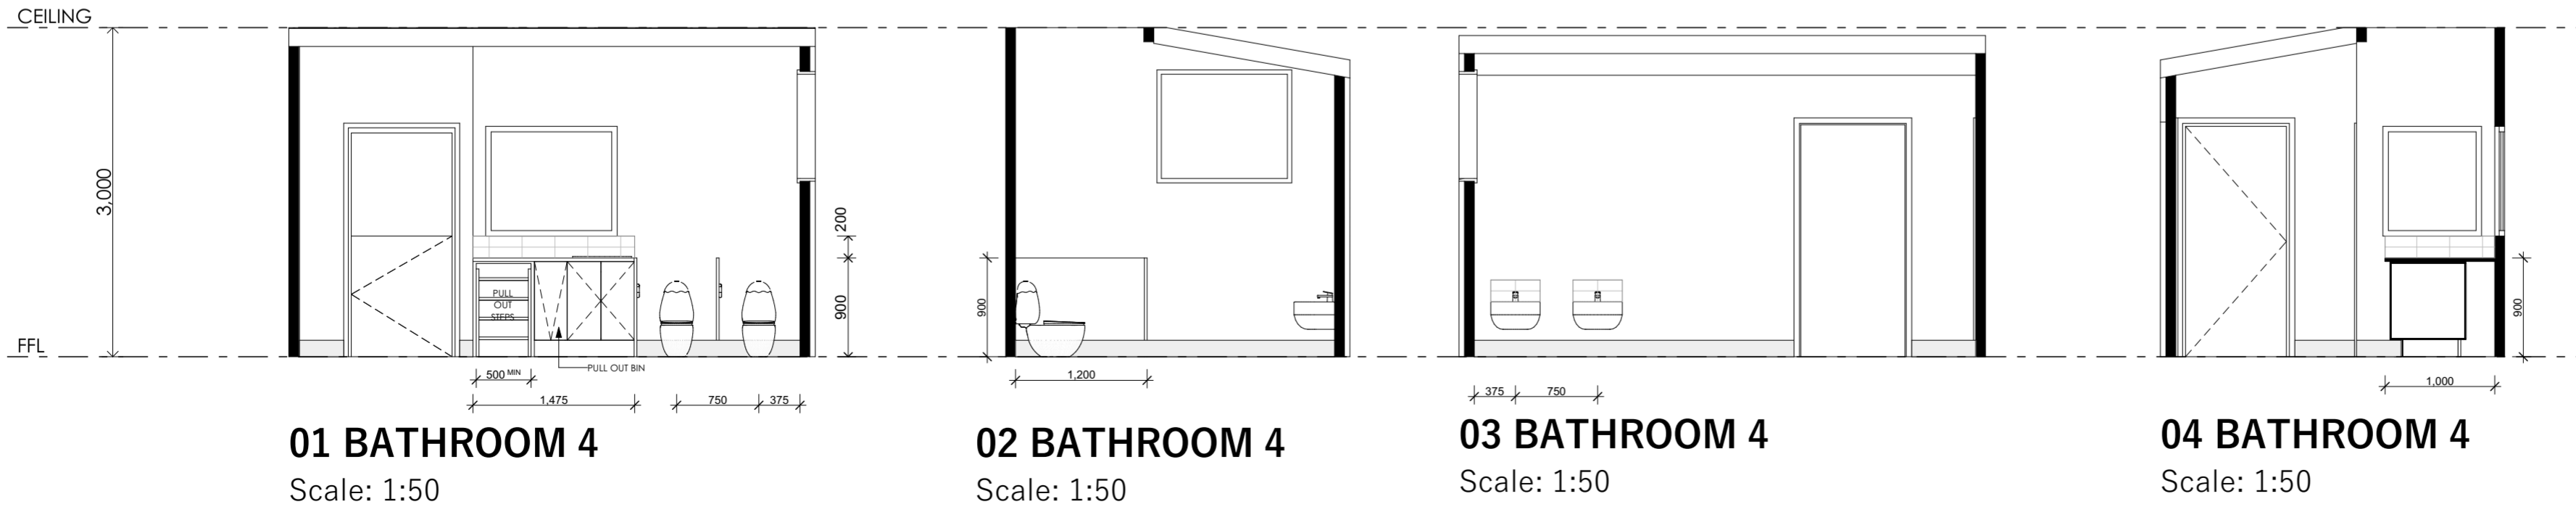 CEILING
3,000
FFL
PULL
OUT
STEPS
PULL OUT BIN
200
900
500 MIN
1,475
750
375
01 BATHROOM 4
Scale: 1:50
900
1,200
02 BATHROOM 4
Scale: 1:50
375
750
03 BATHROOM 4
Scale: 1:50
900
1,000
04 BATHROOM 4
Scale: 1:50